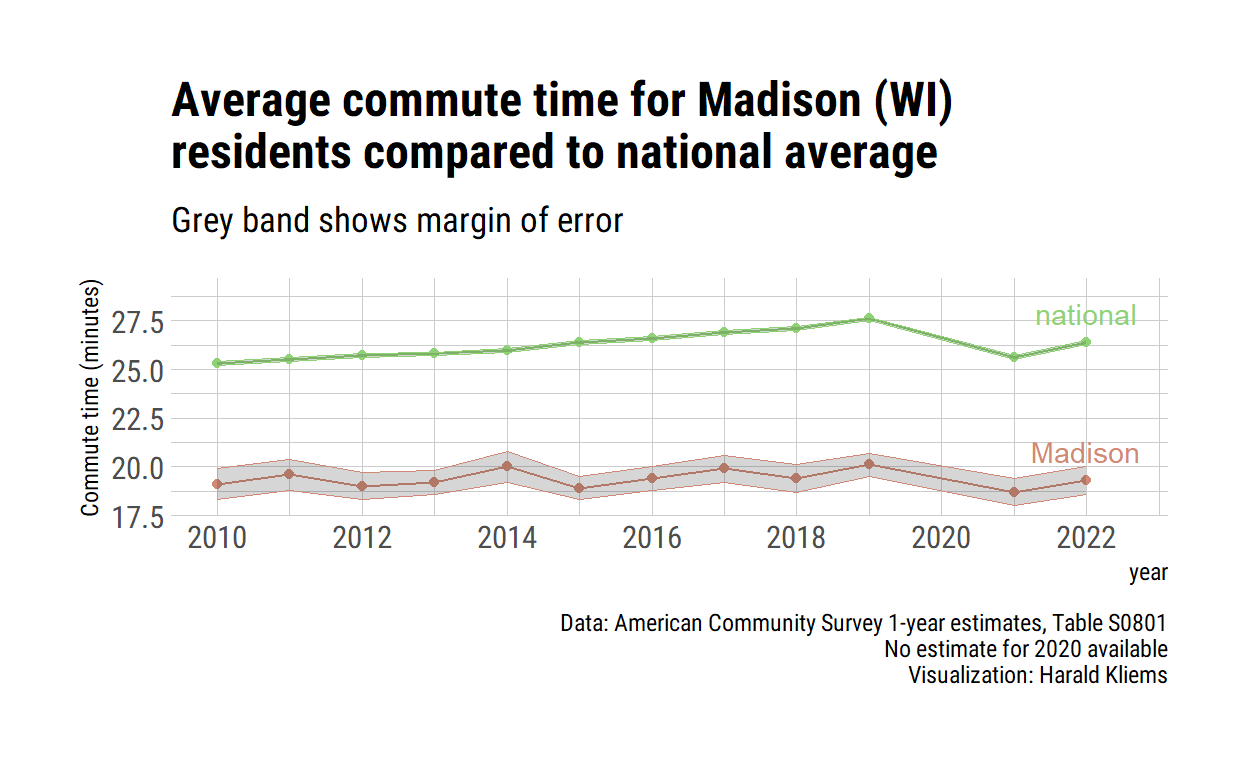 Average commute time for Madison (WI)
residents compared to national average
Grey band shows margin of error
Commute time (minutes)
27.5
25.0
22.5
20.0
17.5
national
Madison
2010 2012 2014 2016 2018 2020 2022
year
Data: American Community Survey 1-year estimates, Table S0801
No estimate for 2020 available
Visualization: Harald Kliems